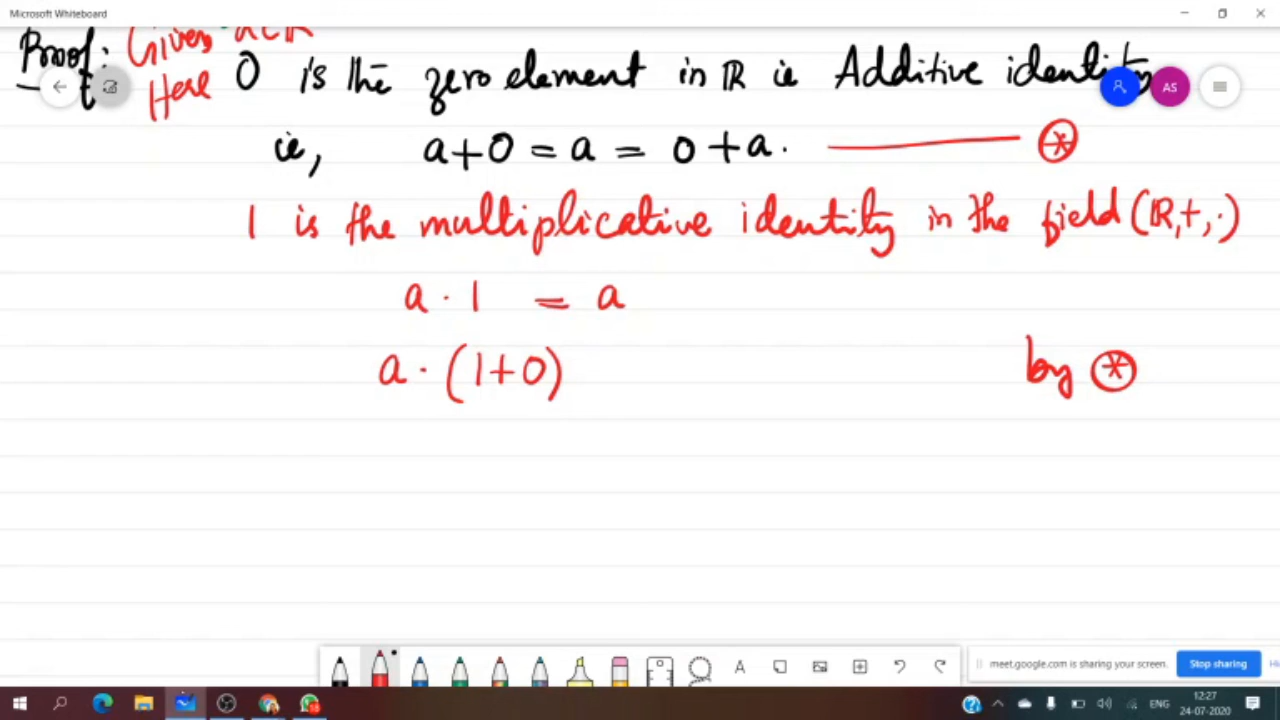 Microsoft Whiteboard
Proof: Given a∈R
Here 0 is the zero element in ℝ ie Additive identity
ie, a+0 = a = 0+a. ⊛
1 is the multiplicative identity in the field (ℝ,+,·)
a · 1 = a
a · (1+0) by ⊛
AS
meet.google.com is sharing your screen. Stop sharing
ENG 12:27
24-07-2020